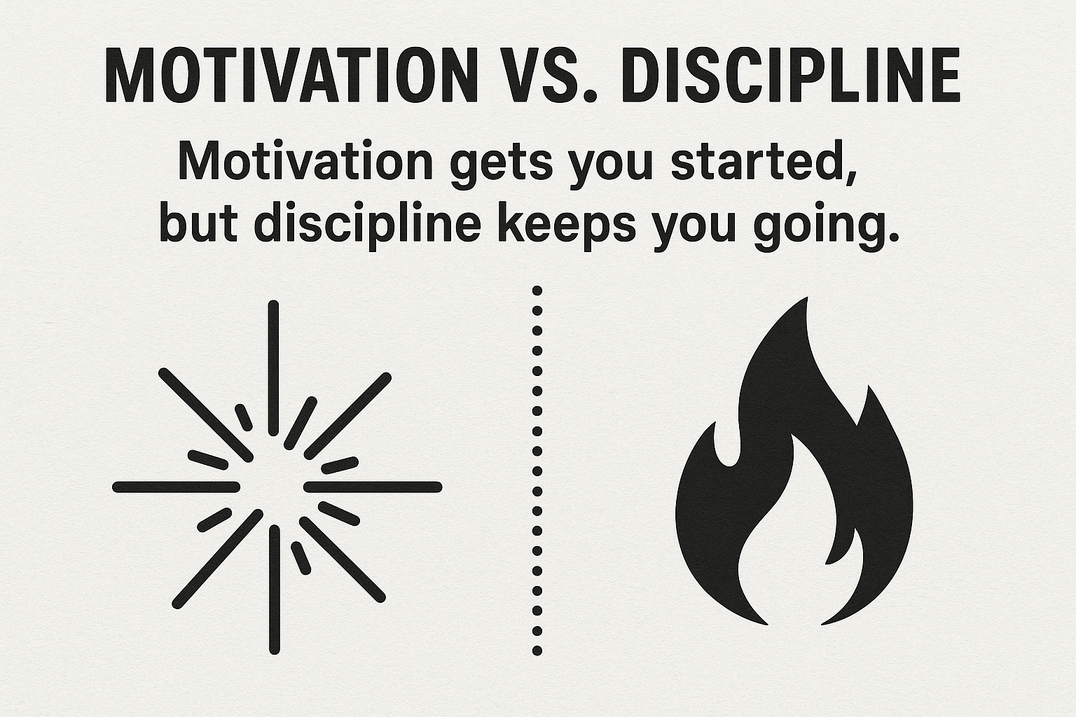 MOTIVATION VS. DISCIPLINE
Motivation gets you started,
but discipline keeps you going.